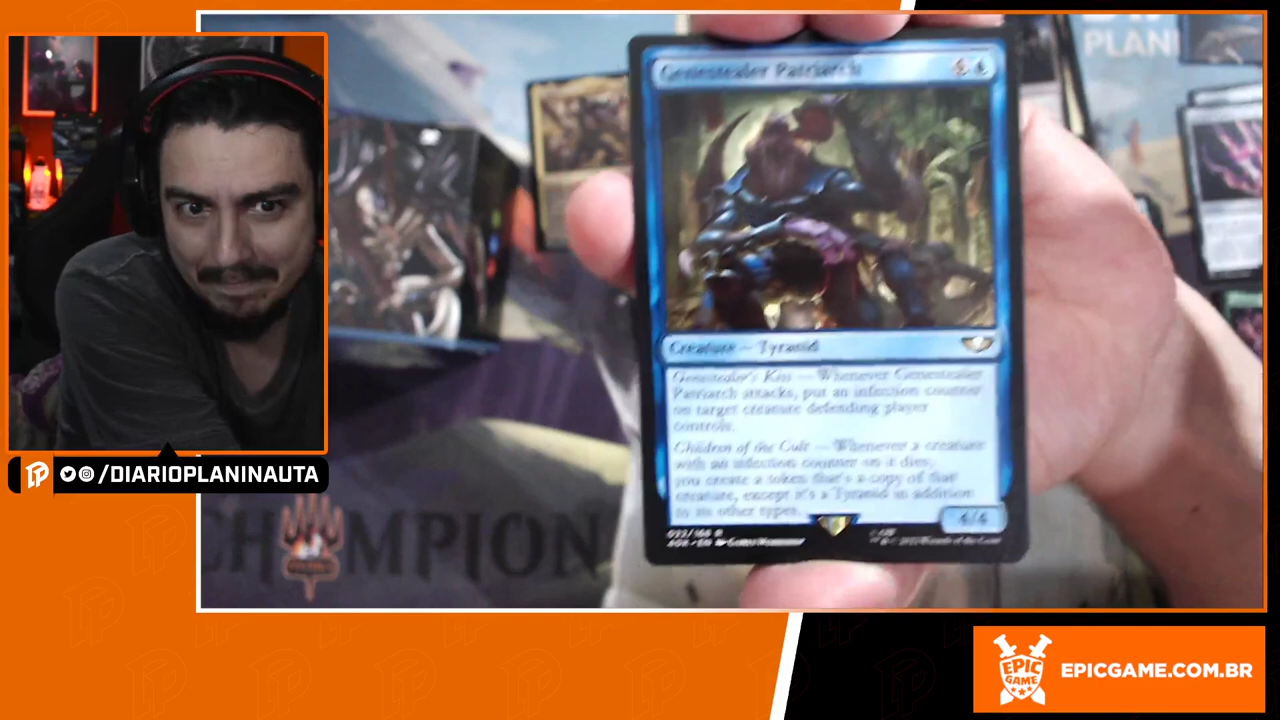 PLANI
Genestealer Patriarch
Creature — Tyranid
Genestealer's Kiss — Whenever Genestealer
Patriarch attacks, put an infection counter
on target creature defending player
controls.
Children of the Cult — Whenever a creature
with an infection counter on it dies,
you create a token that's a copy of that
creature, except it's a Tyranid in addition
to its other types.
/DIARIOPLANINAUTA
CHAMPION
EPIC
GAME
EPICGAME.COM.BR